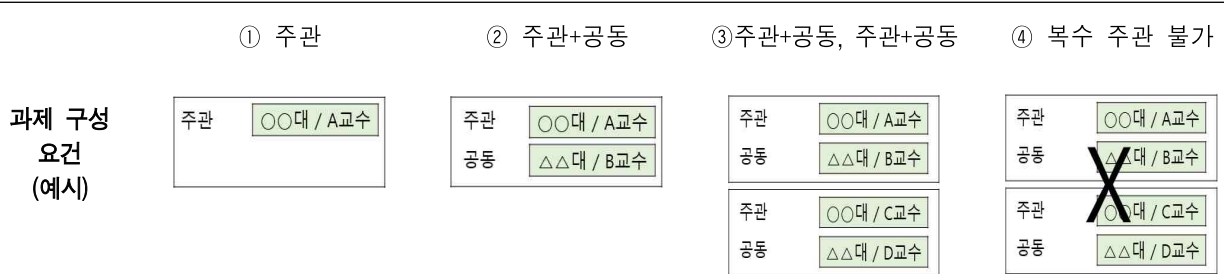 ① 주관
② 주관+공동
③주관+공동, 주관+공동
④ 복수 주관 불가
과제 구성
요건
(예시)
주관 ○○대 / A교수
주관 ○○대 / A교수
공동 △△대 / B교수
주관 ○○대 / A교수
공동 △△대 / B교수
주관 ○○대 / C교수
공동 △△대 / D교수
주관 ○○대 / A교수
공동 △△대 / B교수
주관 ○○대 / C교수
공동 △△대 / D교수
X